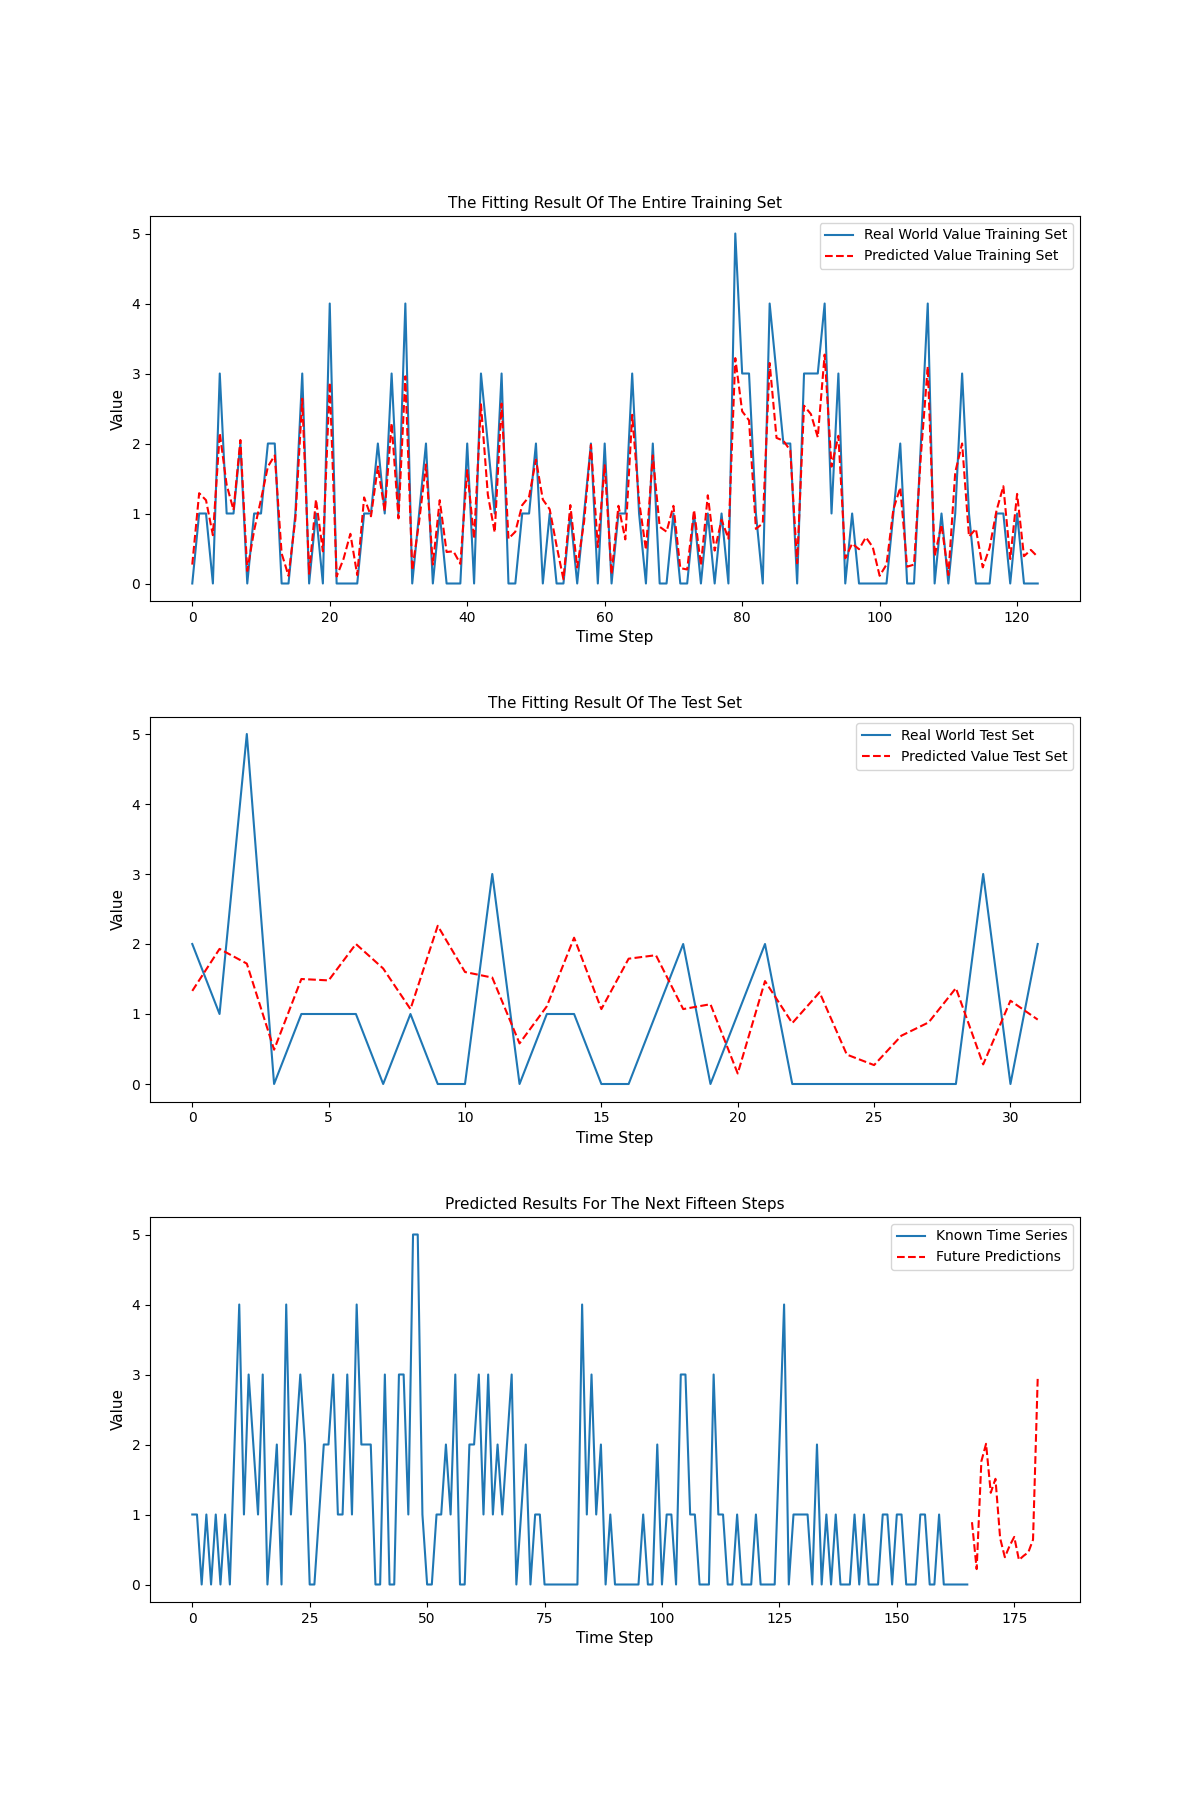 The Fitting Result Of The Entire Training Set
Real World Value Training Set
Predicted Value Training Set
Value
5
4
3
2
1
0
0 20 40 60 80 100 120
Time Step
The Fitting Result Of The Test Set
Real World Test Set
Predicted Value Test Set
Value
5
4
3
2
1
0
0 5 10 15 20 25 30
Time Step
Predicted Results For The Next Fifteen Steps
Known Time Series
Future Predictions
Value
5
4
3
2
1
0
0 25 50 75 100 125 150 175
Time Step